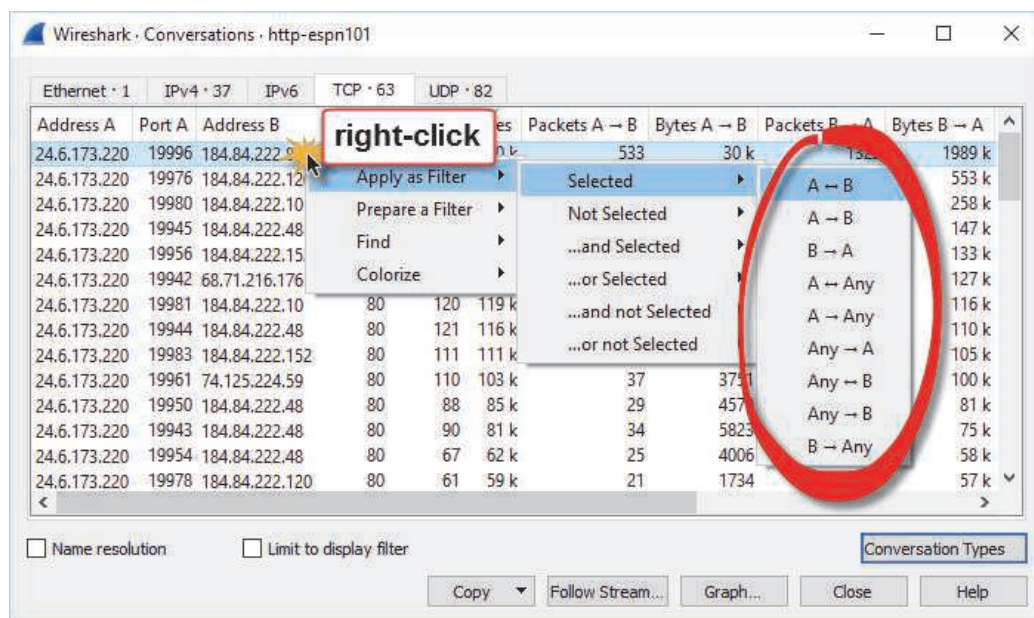 Wireshark · Conversations · http-espn101
Ethernet · 1 IPv4 · 37 IPv6 TCP · 63 UDP · 82
Address A Port A Address B Packets A → B Bytes A → B Packets Bytes B → A
right-click
24.6.173.220 19996 184.84.222. 533 30 k 1989 k
24.6.173.220 19976 184.84.222.12 Apply as Filter Selected A ↔ B 553 k
24.6.173.220 19980 184.84.222.10 Prepare a Filter Not Selected A → B 258 k
24.6.173.220 19945 184.84.222.48 Find ...and Selected B → A 147 k
24.6.173.220 19956 184.84.222.15 Colorize ...or Selected A ↔ Any 133 k
24.6.173.220 19942 68.71.216.176 127 k
24.6.173.220 19981 184.84.222.10 80 120 119 k ...and not Selected A → Any 116 k
24.6.173.220 19944 184.84.222.48 80 121 116 k ...or not Selected Any → A 110 k
24.6.173.220 19983 184.84.222.152 80 111 111 k 105 k
24.6.173.220 19961 74.125.224.59 80 110 103 k 37 3751 Any ↔ B 100 k
24.6.173.220 19950 184.84.222.48 80 88 85 k 29 457 Any → B 81 k
24.6.173.220 19943 184.84.222.48 80 90 81 k 34 5823 B → Any 75 k
24.6.173.220 19954 184.84.222.48 80 67 62 k 25 4006 58 k
24.6.173.220 19978 184.84.222.120 80 61 59 k 21 1734 57 k
Name resolution Limit to display filter Conversation Types
Copy Follow Stream... Graph... Close Help